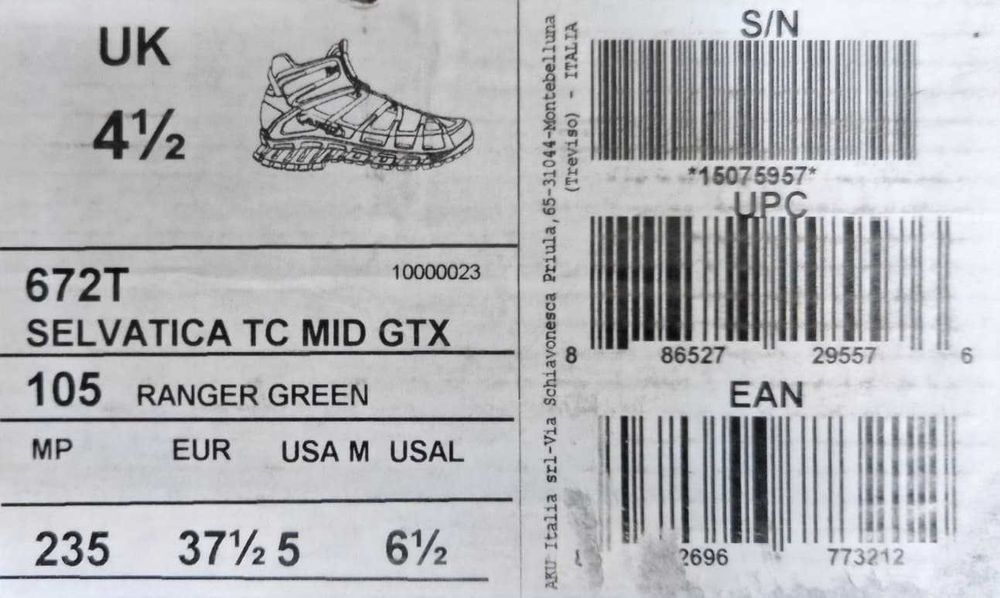 UK
4½
672T 10000023
SELVATICA TC MID GTX
105 RANGER GREEN
MP EUR USA M USAL
235 37½ 5 6½
AKU Italia srl-Via Schiavonesca Priula,65-31044-Montebelluna
(Treviso) - ITALIA
S/N
*15075957*
UPC
8 86527 29557 6
EAN
2696 773212